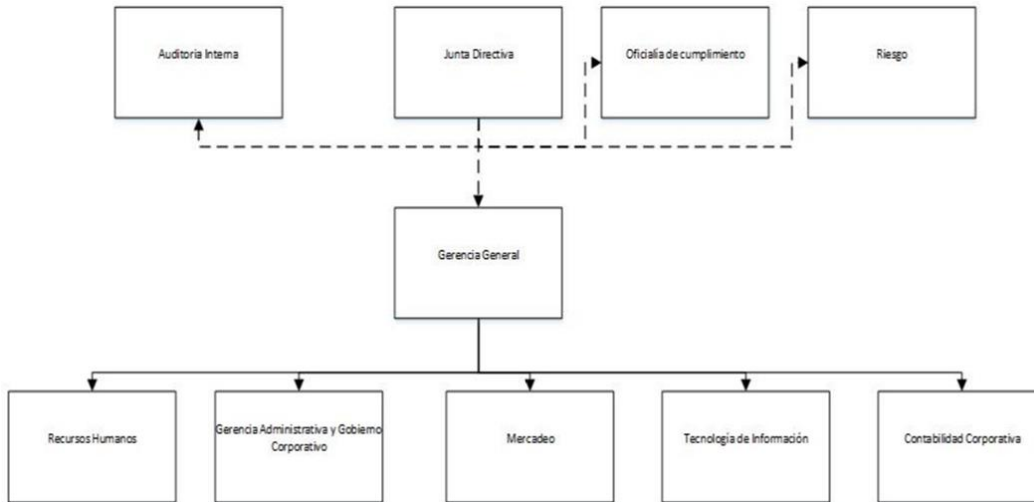 Auditoria Interna
Junta Directiva
Oficialia de cumplimiento
Riesgo
Gerencia General
Recursos Humanos
Gerencia Administrativa y Gobierno
Corporativo
Mercadeo
Tecnología de Información
Contabilidad Corporativa